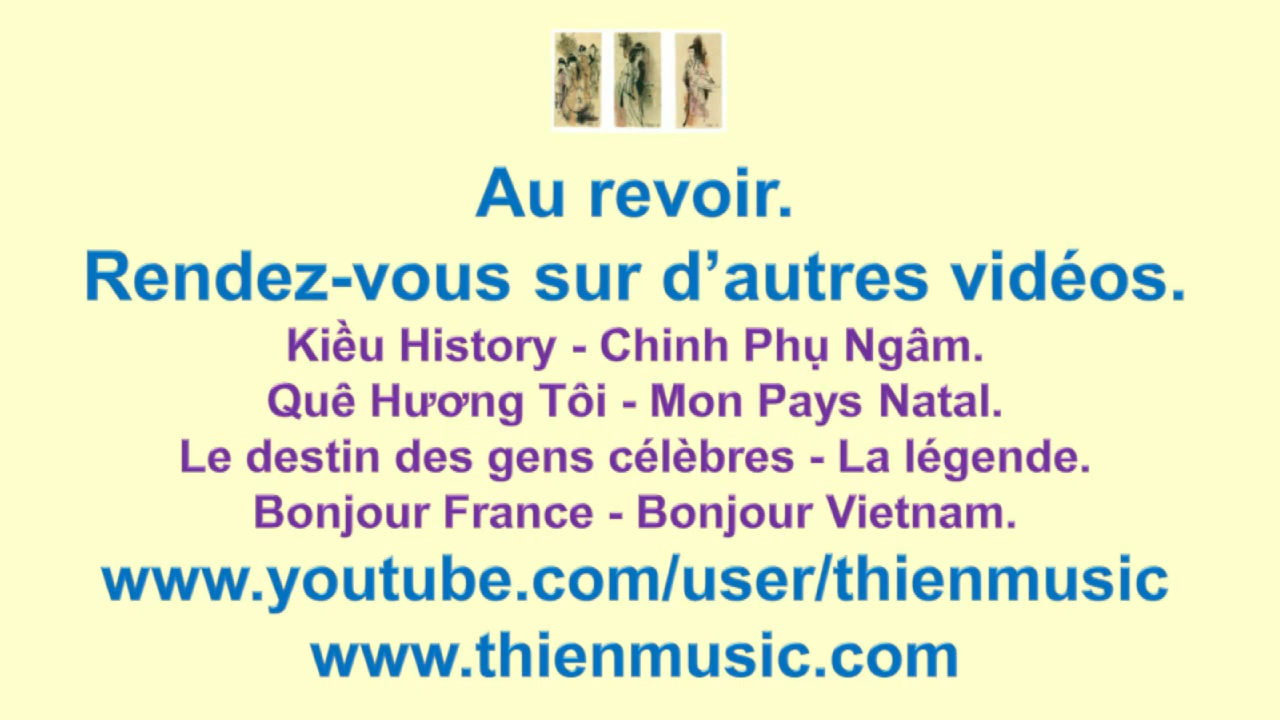 Au revoir.
Rendez-vous sur d’autres vidéos.
Kiều History - Chinh Phụ Ngâm.
Quê Hương Tôi - Mon Pays Natal.
Le destin des gens célèbres - La légende.
Bonjour France - Bonjour Vietnam.
www.youtube.com/user/thienmusic
www.thienmusic.com